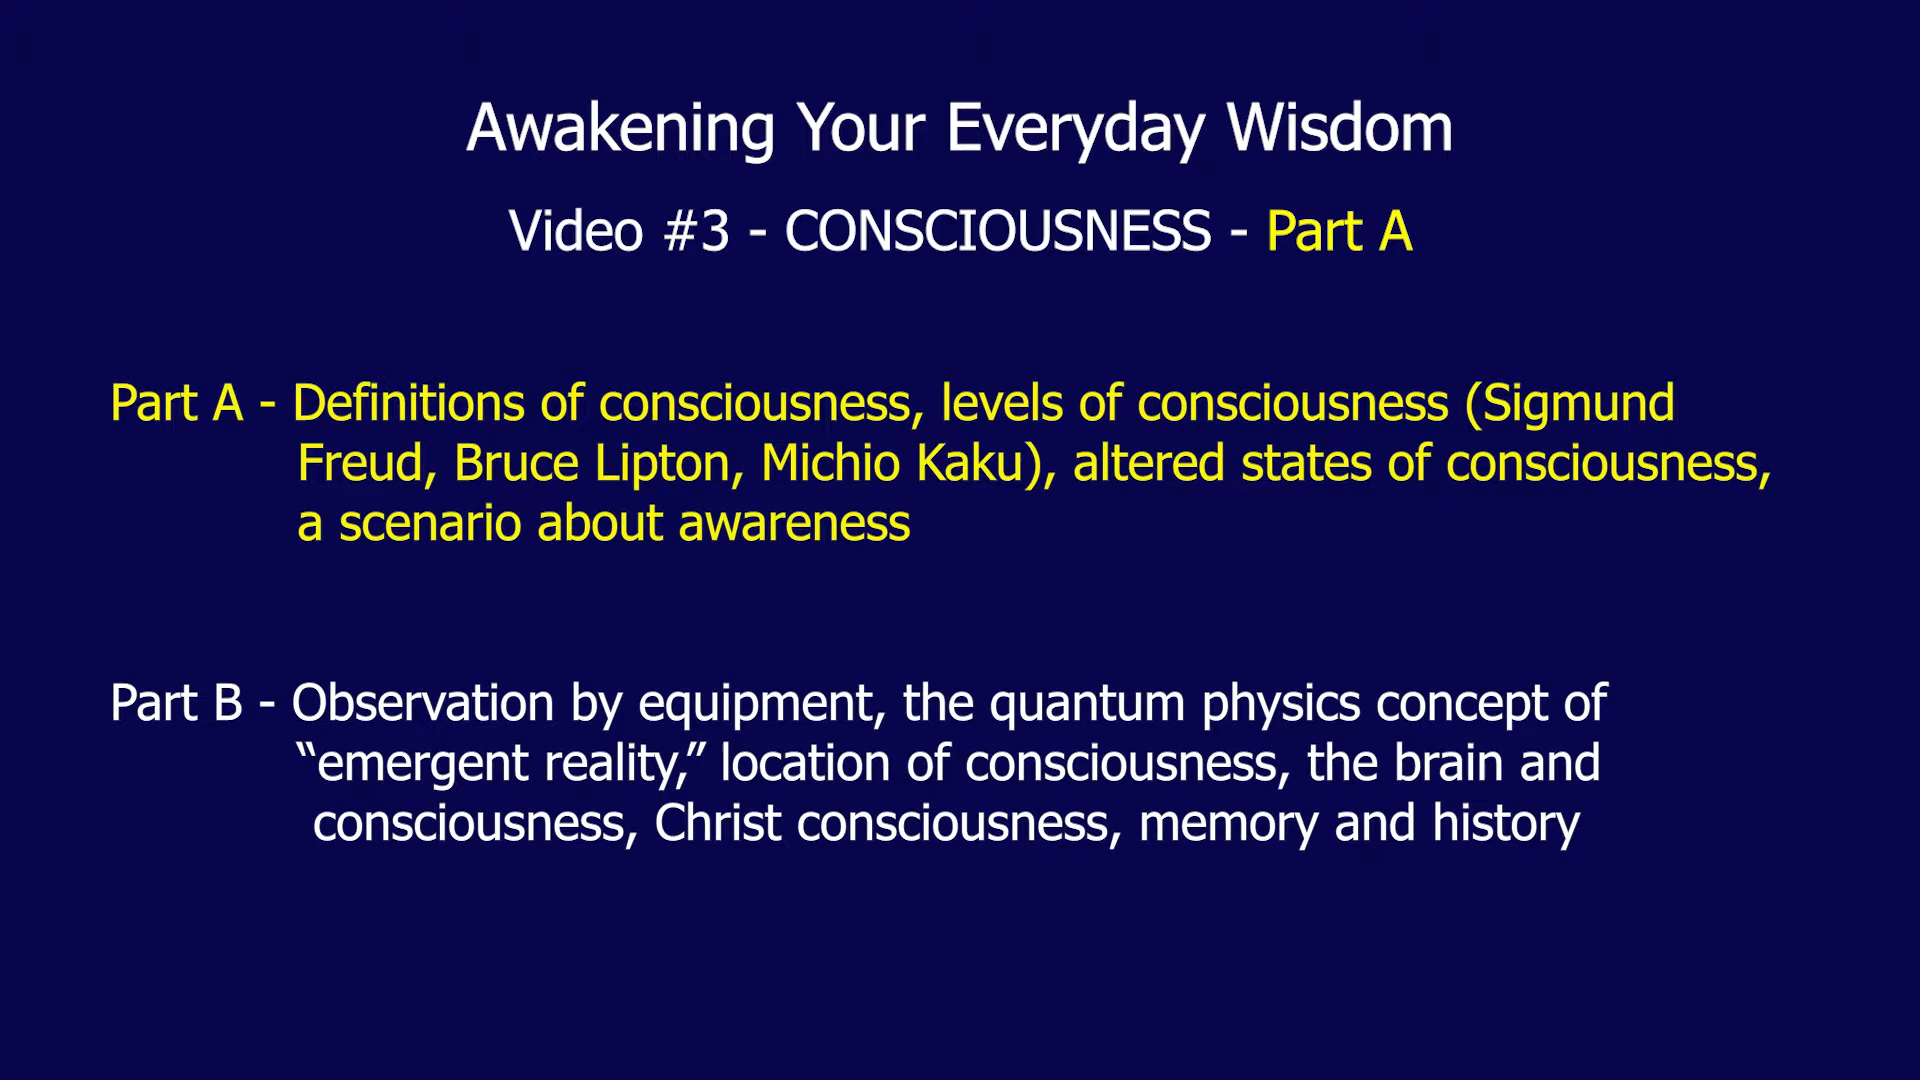 Awakening Your Everyday Wisdom
Video #3 - CONSCIOUSNESS - Part A
Part A - Definitions of consciousness, levels of consciousness (Sigmund
Freud, Bruce Lipton, Michio Kaku), altered states of consciousness,
a scenario about awareness
Part B - Observation by equipment, the quantum physics concept of
“emergent reality,” location of consciousness, the brain and
consciousness, Christ consciousness, memory and history